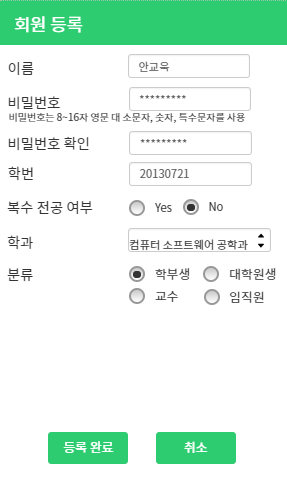 회원 등록
이름 안교육
비밀번호 *********
비밀번호는 8~16자 영문 대 소문자, 숫자, 특수문자를 사용
비밀번호 확인 *********
학번 20130721
복수 전공 여부 Yes No
학과 컴퓨터 소프트웨어 공학과
분류 학부생 대학원생
교수 임직원
등록 완료 취소